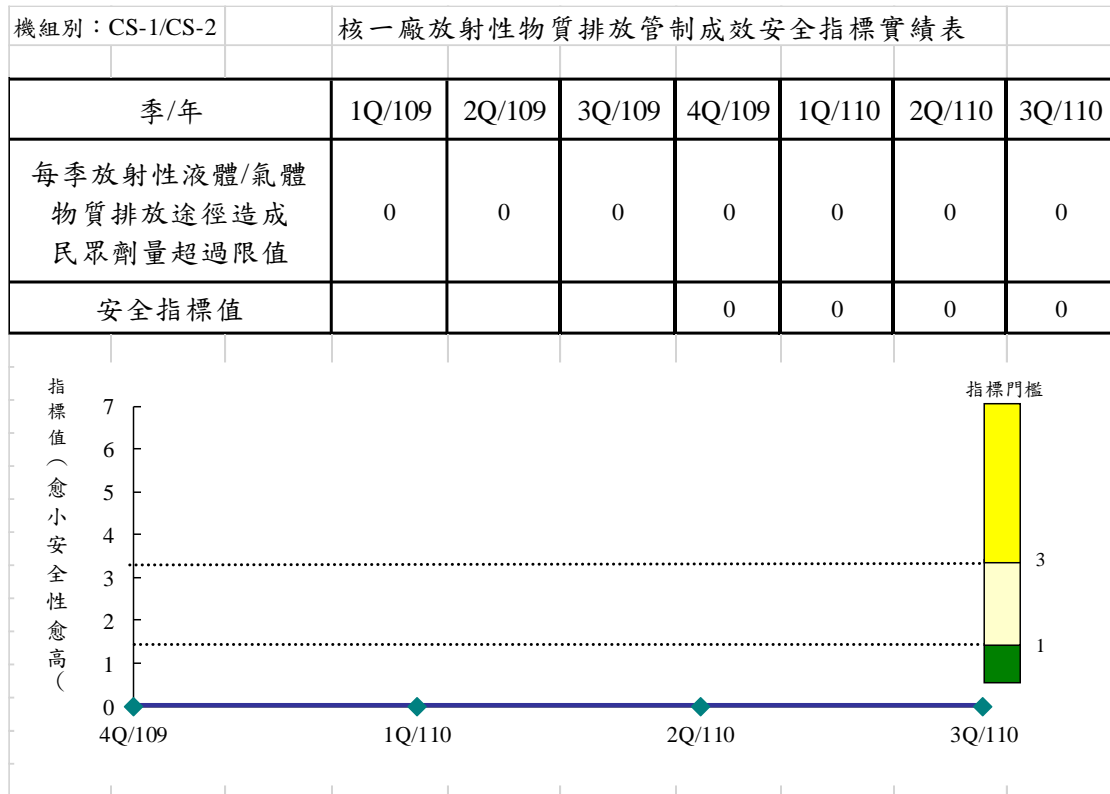 機組別：CS-1/CS-2 核一廠放射性物質排放管制成效安全指標實績表
季/年 1Q/109 2Q/109 3Q/109 4Q/109 1Q/110 2Q/110 3Q/110
每季放射性液體/氣體
物質排放途徑造成
民眾劑量超過限值
0 0 0 0 0 0 0
安全指標值 0 0 0 0
指標值（愈小安全性愈高（
指標門檻
7
6
5
4
3
2
1
0
3
1
4Q/109 1Q/110 2Q/110 3Q/110